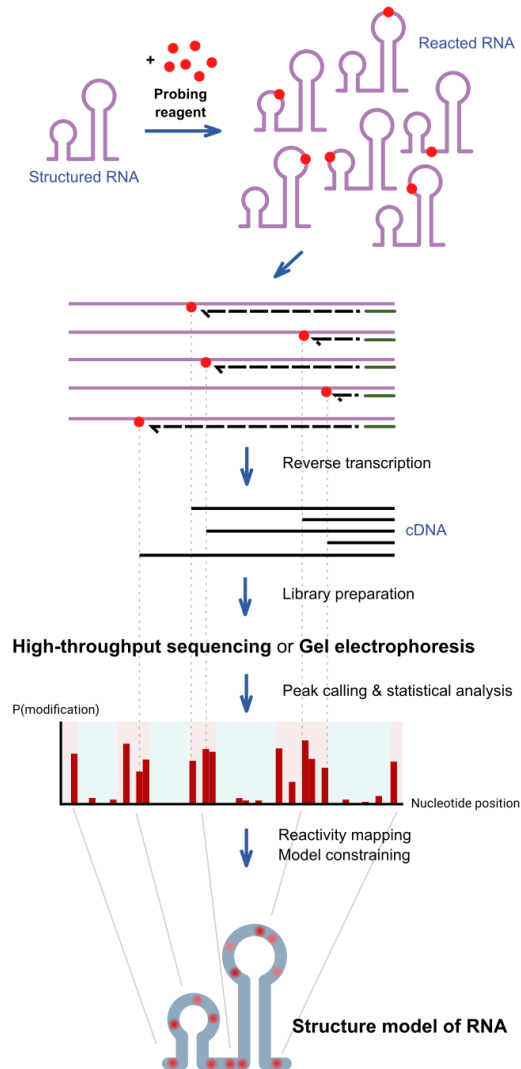 +
Probing
reagent
Structured RNA
Reacted RNA
Reverse transcription
cDNA
Library preparation
High-throughput sequencing or Gel electrophoresis
Peak calling & statistical analysis
P(modification)
Nucleotide position
Reactivity mapping
Model constraining
Structure model of RNA